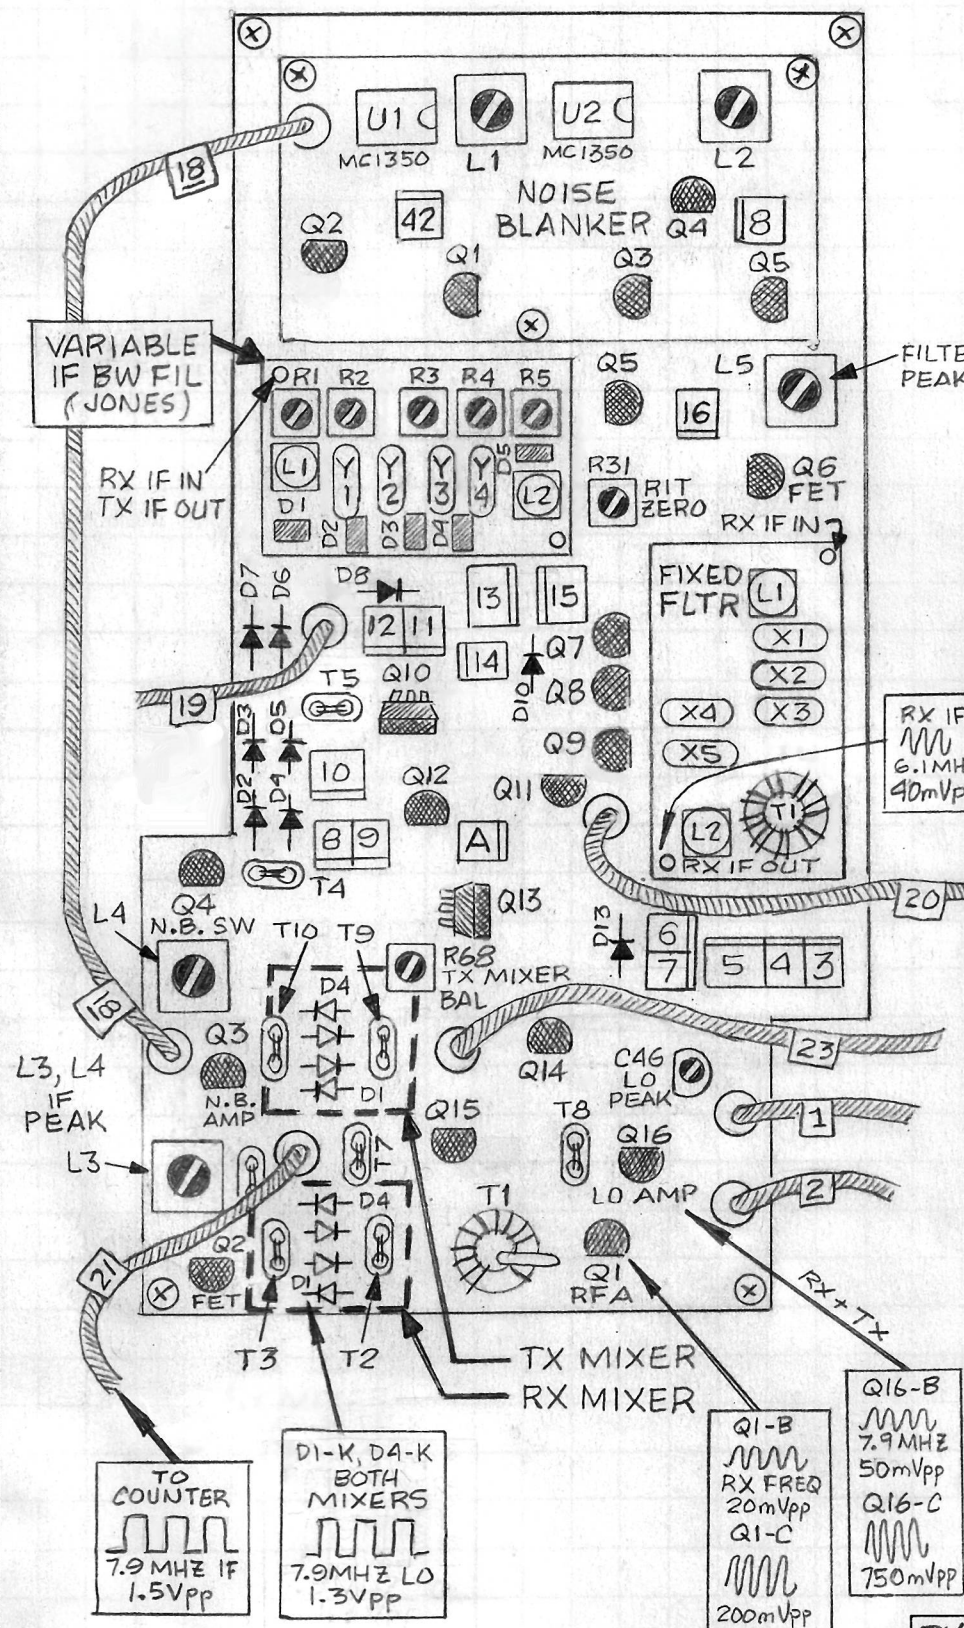 U1
MC1350
L1
U2
MC1350
L2
18
NOISE
BLANKER
Q2
42
Q4
8
Q1
Q3
Q5
VARIABLE
IF BW FIL
(JONES)
R1 R2 R3 R4 R5
Q5
L5
FILTE
PEAK
16
L1
Y1
Y2
Y3
Y4
D5
L2
RX IF IN
TX IF OUT
D1
D2
D3
D4
R31
RIT
ZERO
Q6
FET
RX IF IN
D7
D6
D8
13
15
FIXED
FLTR
L1
12 11
14
D10
Q7
X1
19
T5
Q10
Q8
X2
X4
X3
RX IF
6.1MH
40mVp
D3
D5
Q9
X5
10
Q12
Q11
D2
D4
T1
8 9
A
L2
RX IF OUT
T4
Q13
20
Q4
N.B. SW
L4
T10
T9
R68
TX MIXER
BAL
D13
6
7
5 4 3
D4
18
Q3
N.B.
AMP
D1
Q14
23
C46
LO
PEAK
L3, L4
IF
PEAK
1
Q15
T8
Q16
LO AMP
L3
T7
2
D4
T1
21
Q2
FET
D1
Q1
RFA
RX+TX
T3
T2
TX MIXER
RX MIXER
Q16-B
7.9 MHZ
50mVpp
Q16-C
750mVpp
Q1-B
RX FREQ
20mVpp
Q1-C
200mVpp
D1-K, D4-K
BOTH
MIXERS
7.9MHZ LO
1.3Vpp
TO
COUNTER
7.9 MHZ IF
1.5Vpp